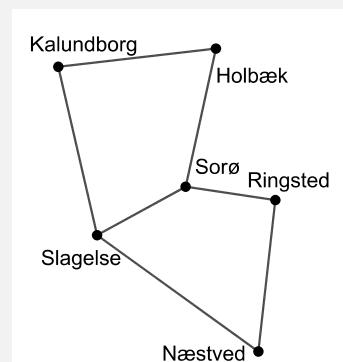 Kalundborg
Holbæk
Sorø
Ringsted
Slagelse
Næstved